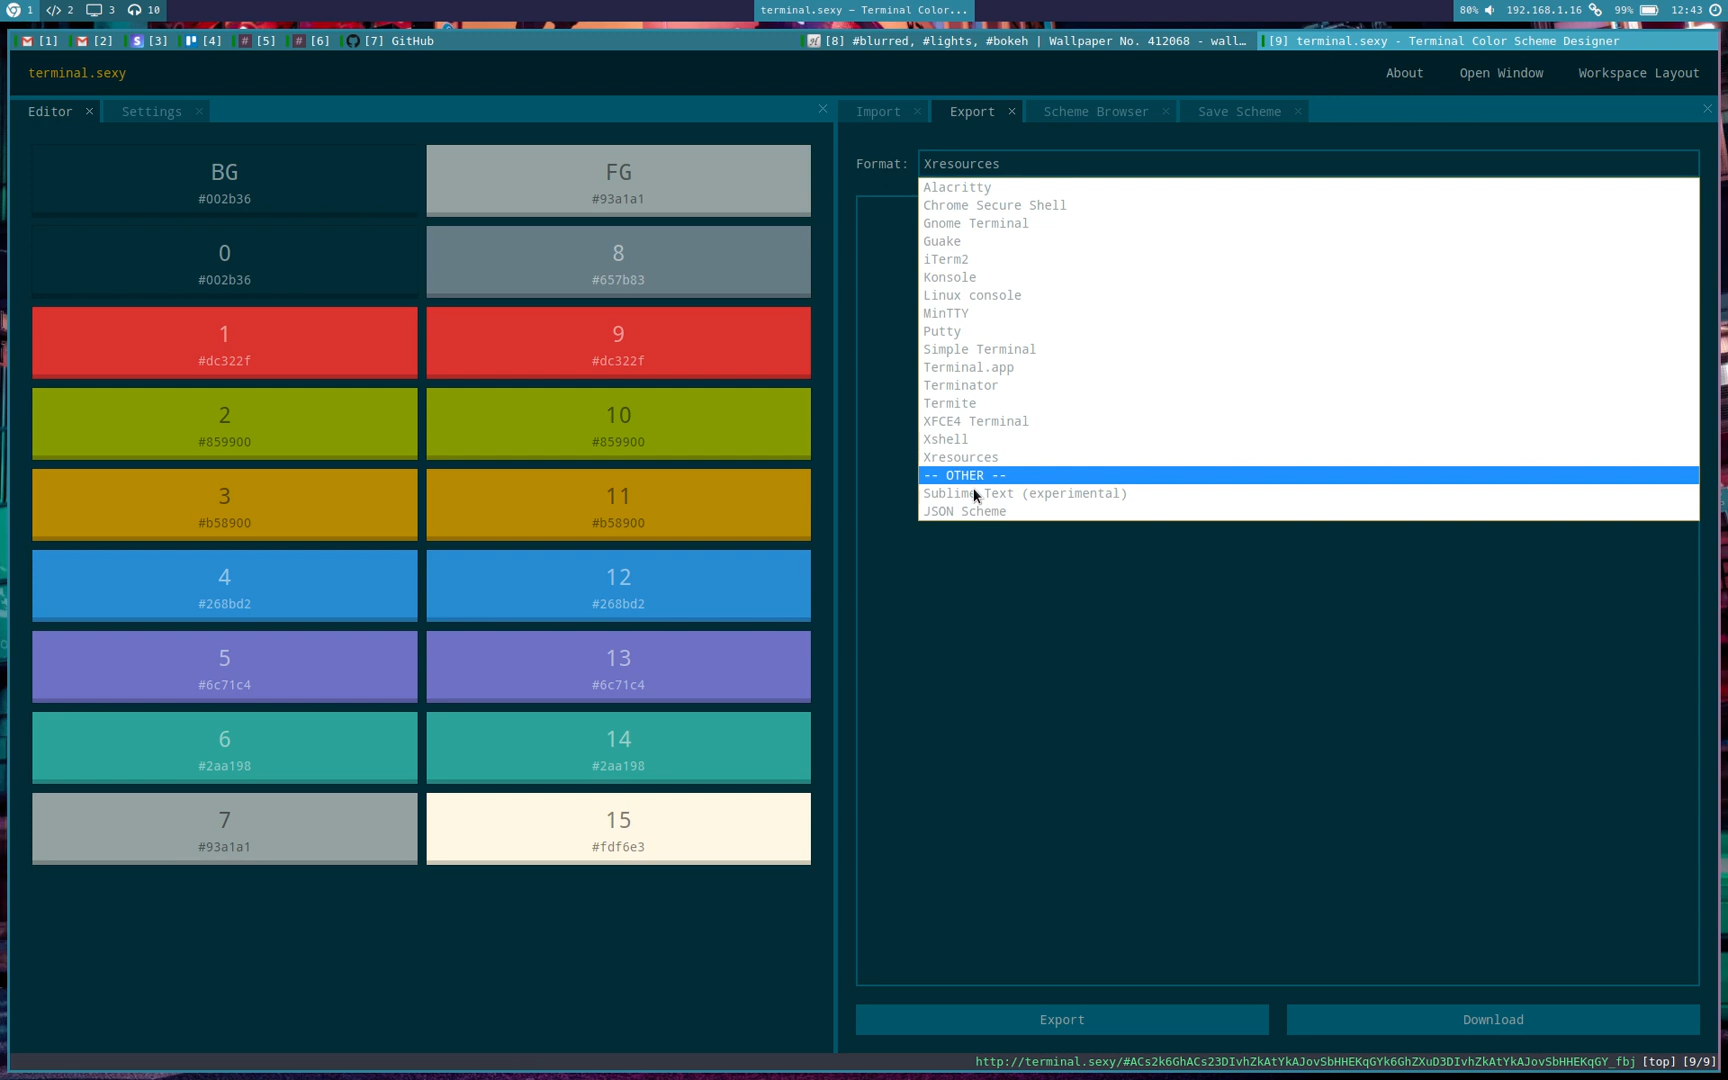 1 </> 2 3 10 terminal.sexy – Terminal Color... 80% 192.168.1.16 99% 12:43
[1] [2] S [3] [4] # [5] # [6] [7] GitHub [8] #blurred, #lights, #bokeh | Wallpaper No. 412068 - wall… [9] terminal.sexy - Terminal Color Scheme Designer
terminal.sexy About Open Window Workspace Layout
Editor × Settings × × Import × Export × Scheme Browser × Save Scheme × ×
BG
#002b36
FG
#93a1a1
0
#002b36
8
#657b83
1
#dc322f
9
#dc322f
2
#859900
10
#859900
3
#b58900
11
#b58900
4
#268bd2
12
#268bd2
5
#6c71c4
13
#6c71c4
6
#2aa198
14
#2aa198
7
#93a1a1
15
#fdf6e3
Format: Xresources
Alacritty
Chrome Secure Shell
Gnome Terminal
Guake
iTerm2
Konsole
Linux console
MinTTY
Putty
Simple Terminal
Terminal.app
Terminator
Termite
XFCE4 Terminal
Xshell
Xresources
-- OTHER --
Sublime Text (experimental)
JSON Scheme
Export Download
http://terminal.sexy/#ACs2k6GhACs23DIvhZkAtYkAJovSbHHEKqGYk6GhZXuD3DIvhZkAtYkAJovSbHHEKqGY_fbj [top] [9/9]